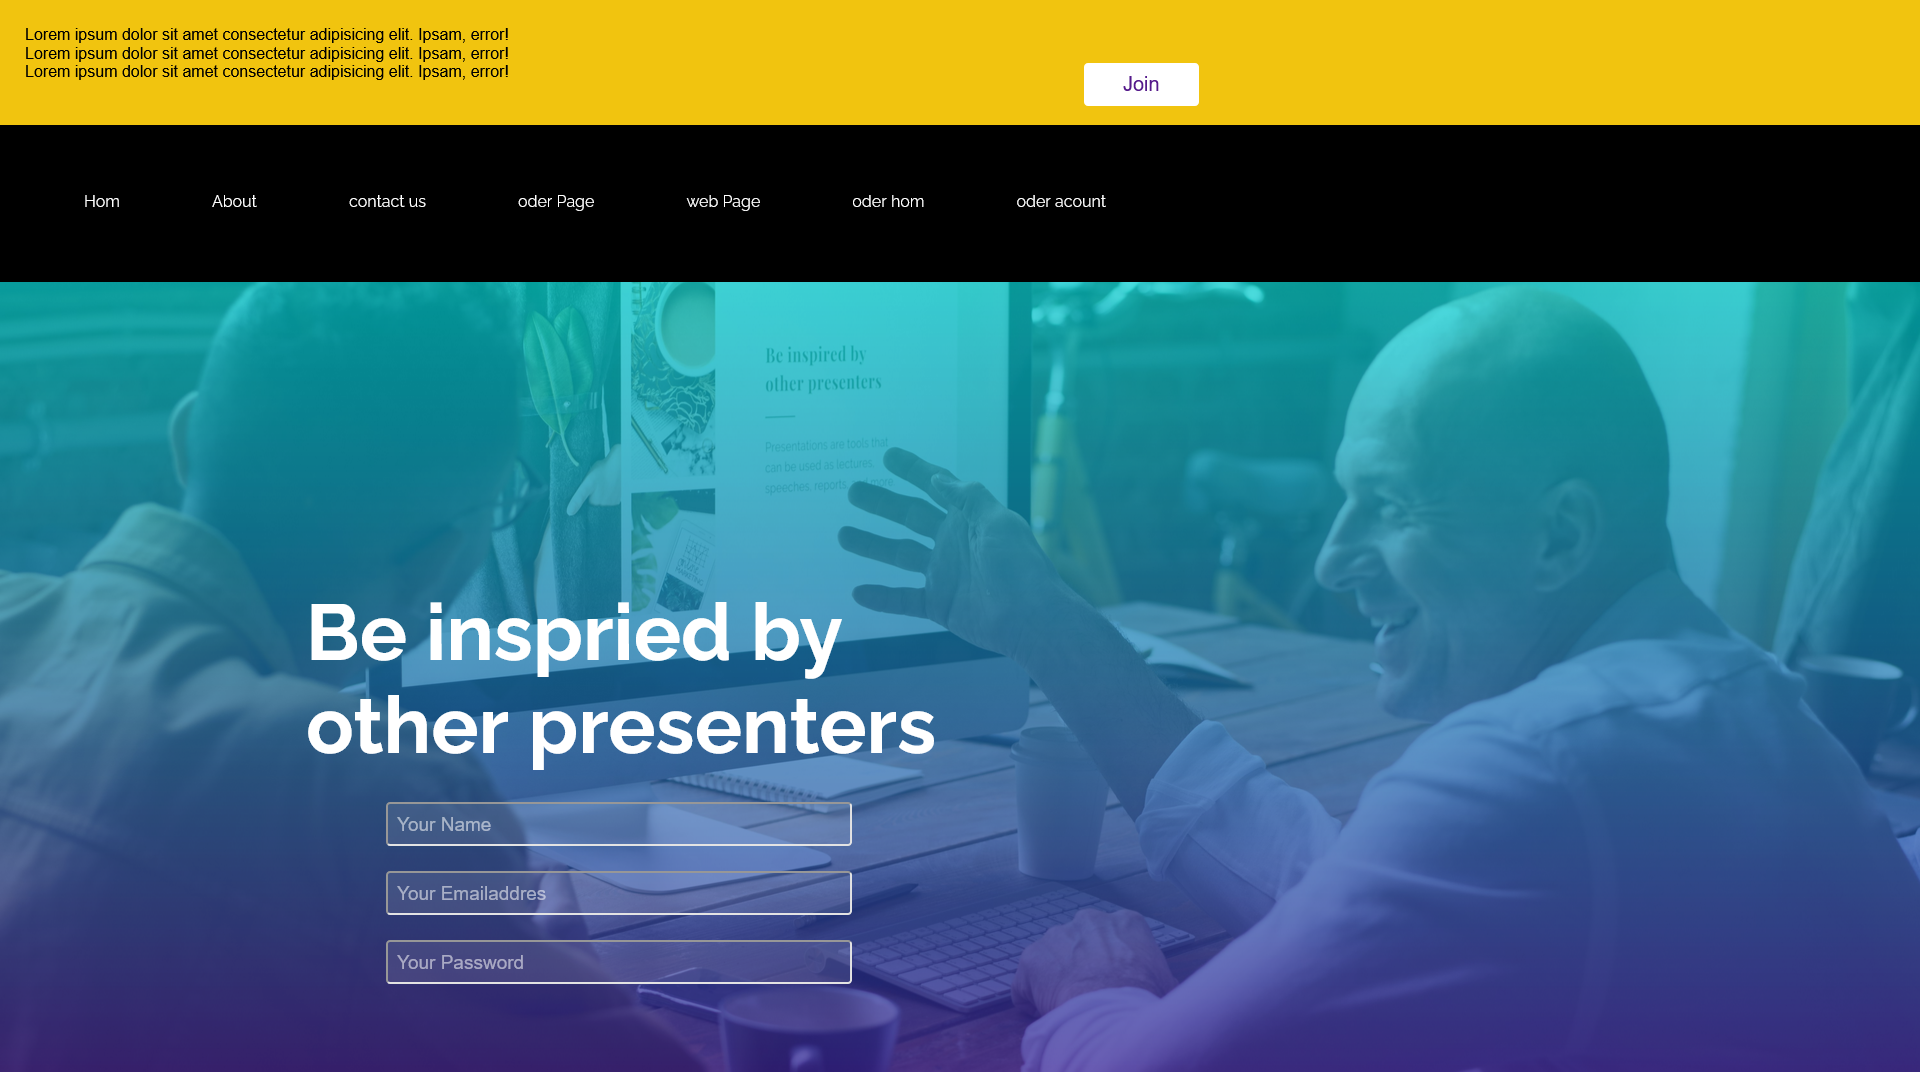 Lorem ipsum dolor sit amet consectetur adipisicing elit. Ipsam, error!
Lorem ipsum dolor sit amet consectetur adipisicing elit. Ipsam, error!
Lorem ipsum dolor sit amet consectetur adipisicing elit. Ipsam, error!
Join
Hom About contact us oder Page web Page oder hom oder acount
Be inspired by
other presenters
Presentations are tools that
can be used as lectures,
speeches, reports, and more.
Be inspried by
other presenters
Your Name
Your Emailaddres
Your Password